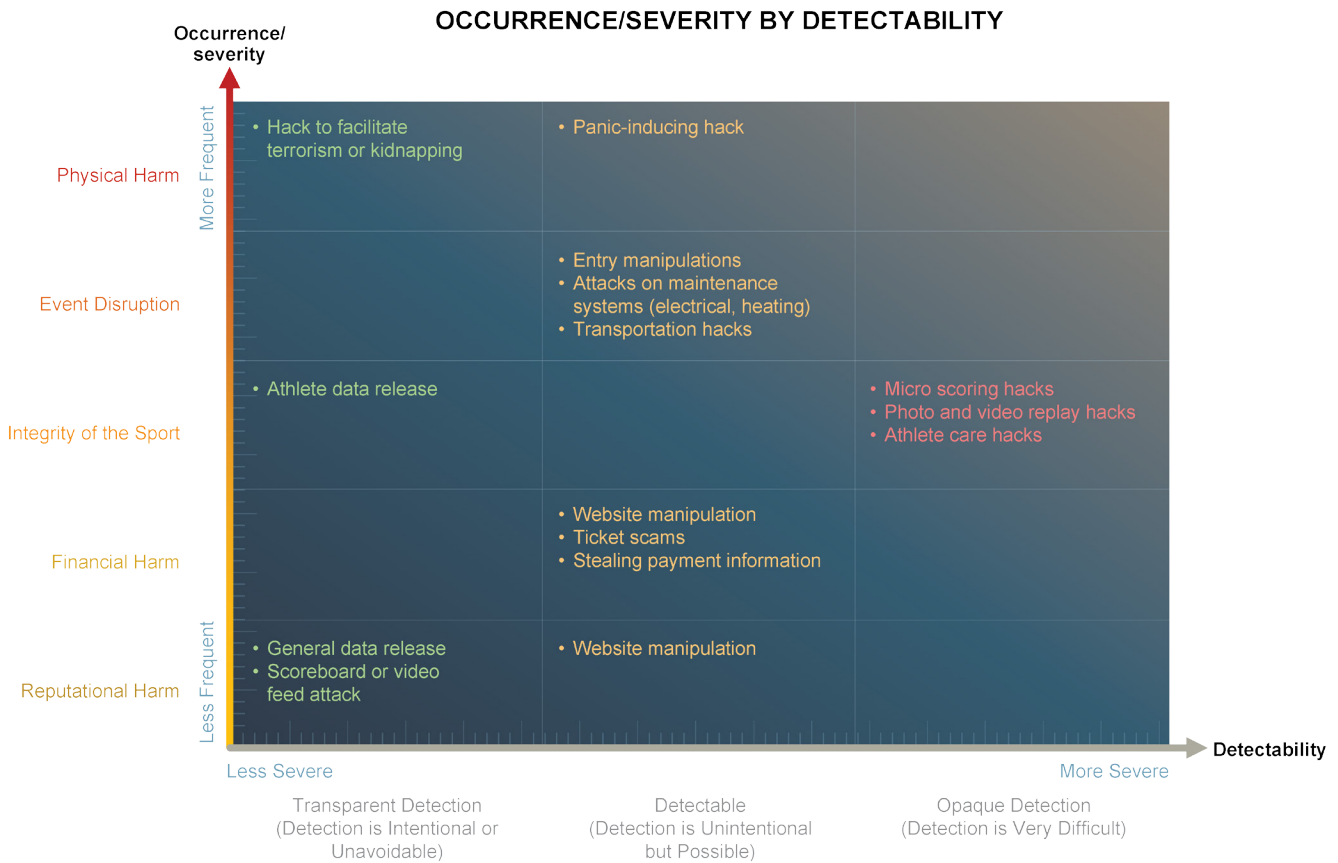 OCCURRENCE/SEVERITY BY DETECTABILITY
Occurrence/
severity
More Frequent
Physical Harm
• Hack to facilitate
terrorism or kidnapping
• Panic-inducing hack
Event Disruption
• Entry manipulations
• Attacks on maintenance
systems (electrical, heating)
• Transportation hacks
Integrity of the Sport
• Athlete data release
• Micro scoring hacks
• Photo and video replay hacks
• Athlete care hacks
Financial Harm
• Website manipulation
• Ticket scams
• Stealing payment information
Less Frequent
Reputational Harm
• General data release
• Scoreboard or video
feed attack
• Website manipulation
Detectability
Less Severe
More Severe
Transparent Detection
(Detection is Intentional or
Unavoidable)
Detectable
(Detection is Unintentional
but Possible)
Opaque Detection
(Detection is Very Difficult)